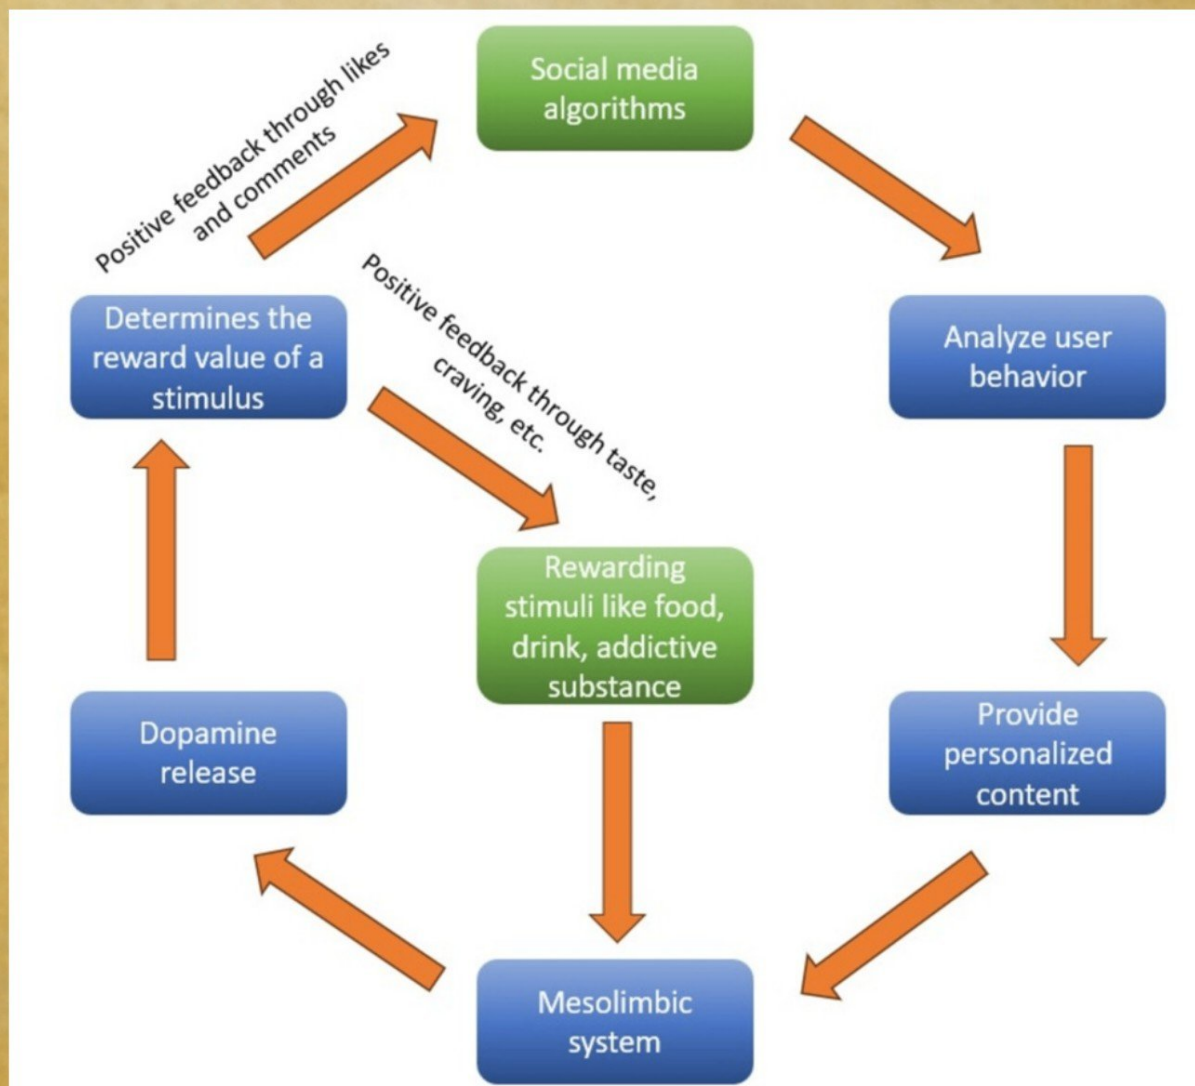 Social media
algorithms
Positive feedback through likes
and comments
Positive feedback through taste,
craving, etc.
Determines the
reward value of a
stimulus
Analyze user
behavior
Rewarding
stimuli like food,
drink, addictive
substance
Dopamine
release
Provide
personalized
content
Mesolimbic
system